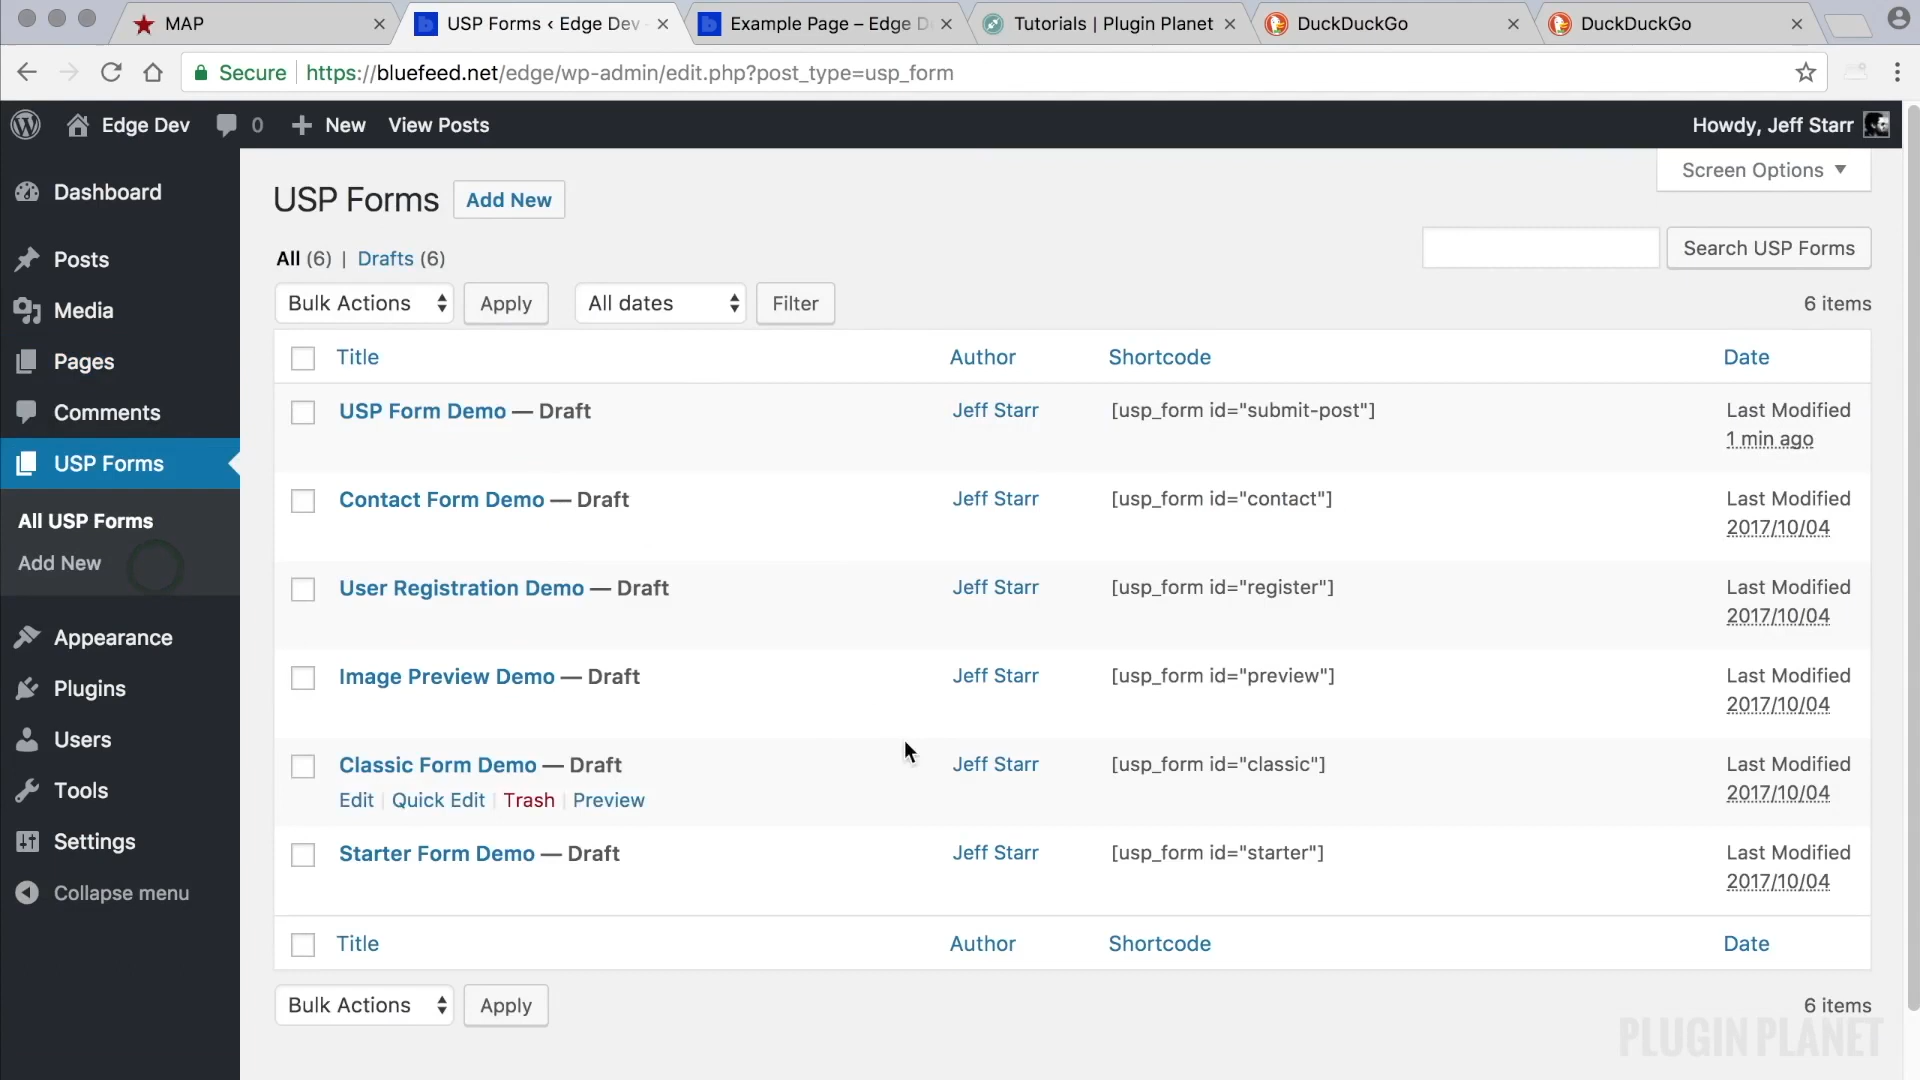 MAP
USP Forms ‹ Edge Dev
Example Page – Edge D
Tutorials | Plugin Planet
DuckDuckGo
DuckDuckGo
Secure
https://bluefeed.net/edge/wp-admin/edit.php?post_type=usp_form
Edge Dev
0
+ New
View Posts
Howdy, Jeff Starr
Dashboard
Posts
Media
Pages
Comments
USP Forms
All USP Forms
Add New
Appearance
Plugins
Users
Tools
Settings
Collapse menu
Screen Options ▼
USP Forms
Add New
All (6) | Drafts (6)
Search USP Forms
Bulk Actions
Apply
All dates
Filter
6 items
Title Author Shortcode Date
USP Form Demo — Draft Jeff Starr [usp_form id="submit-post"] Last Modified
1 min ago
Contact Form Demo — Draft Jeff Starr [usp_form id="contact"] Last Modified
2017/10/04
User Registration Demo — Draft Jeff Starr [usp_form id="register"] Last Modified
2017/10/04
Image Preview Demo — Draft Jeff Starr [usp_form id="preview"] Last Modified
2017/10/04
Classic Form Demo — Draft Jeff Starr [usp_form id="classic"] Last Modified
Edit | Quick Edit | Trash | Preview 2017/10/04
Starter Form Demo — Draft Jeff Starr [usp_form id="starter"] Last Modified
2017/10/04
Title Author Shortcode Date
Bulk Actions
Apply
6 items
PLUGIN PLANET